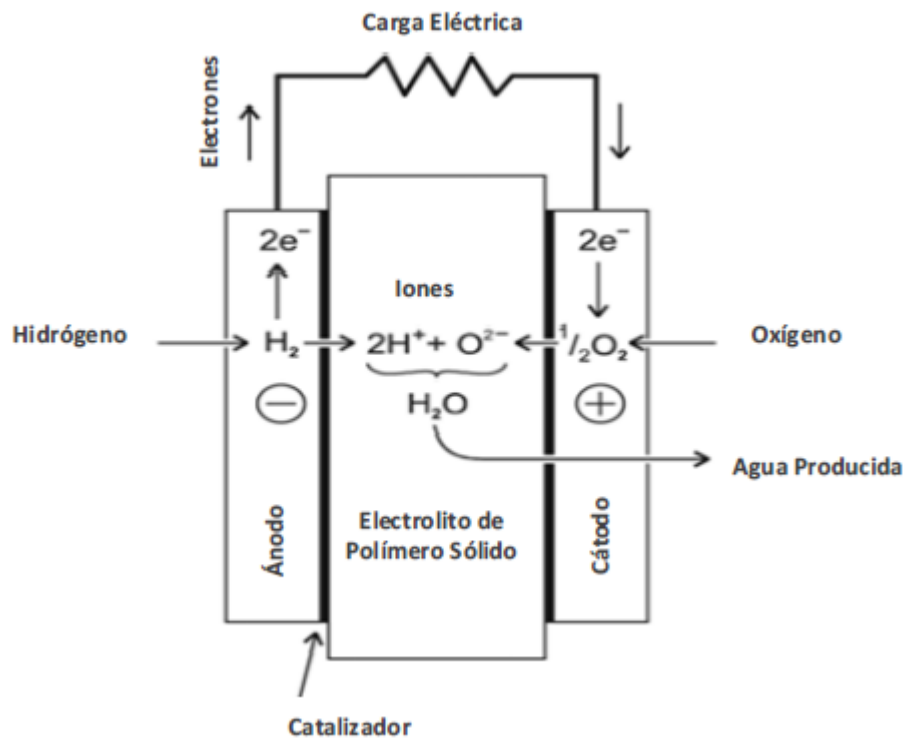 Carga Eléctrica
Electrones
2e⁻
2e⁻
Iones
Hidrógeno
H₂
2H⁺+ O²⁻
¹/₂O₂
Oxígeno
−
H₂O
+
Agua Producida
Ánodo
Electrolito de
Polímero Sólido
Cátodo
Catalizador